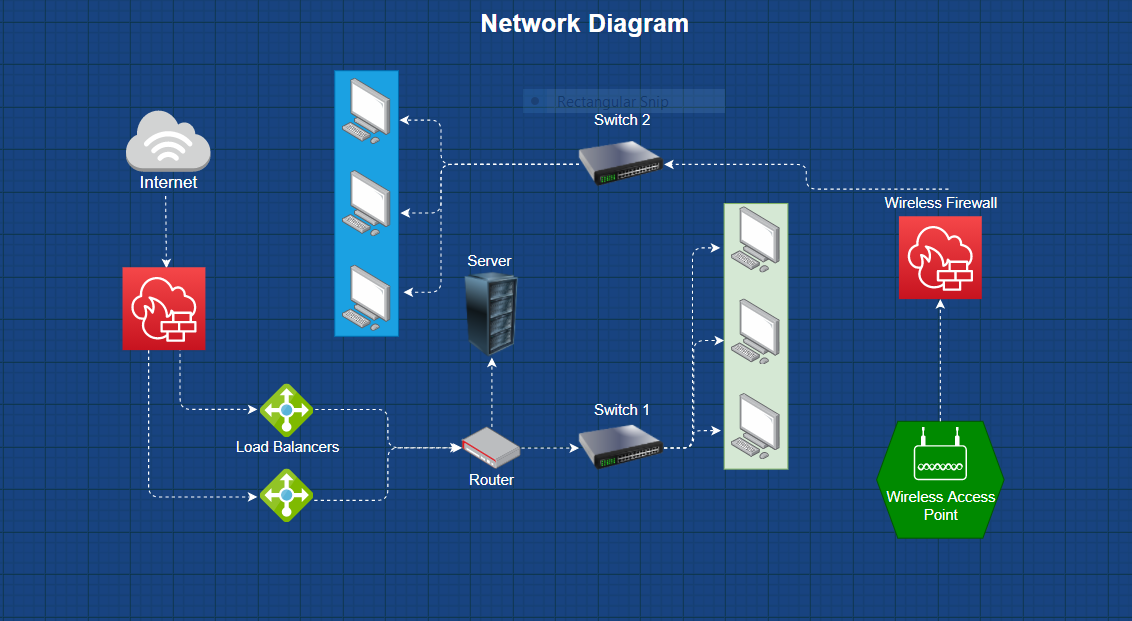 Network Diagram
Rectangular Snip
Switch 2
Internet
Wireless Firewall
Server
Switch 1
Load Balancers
Router
Wireless Access
Point